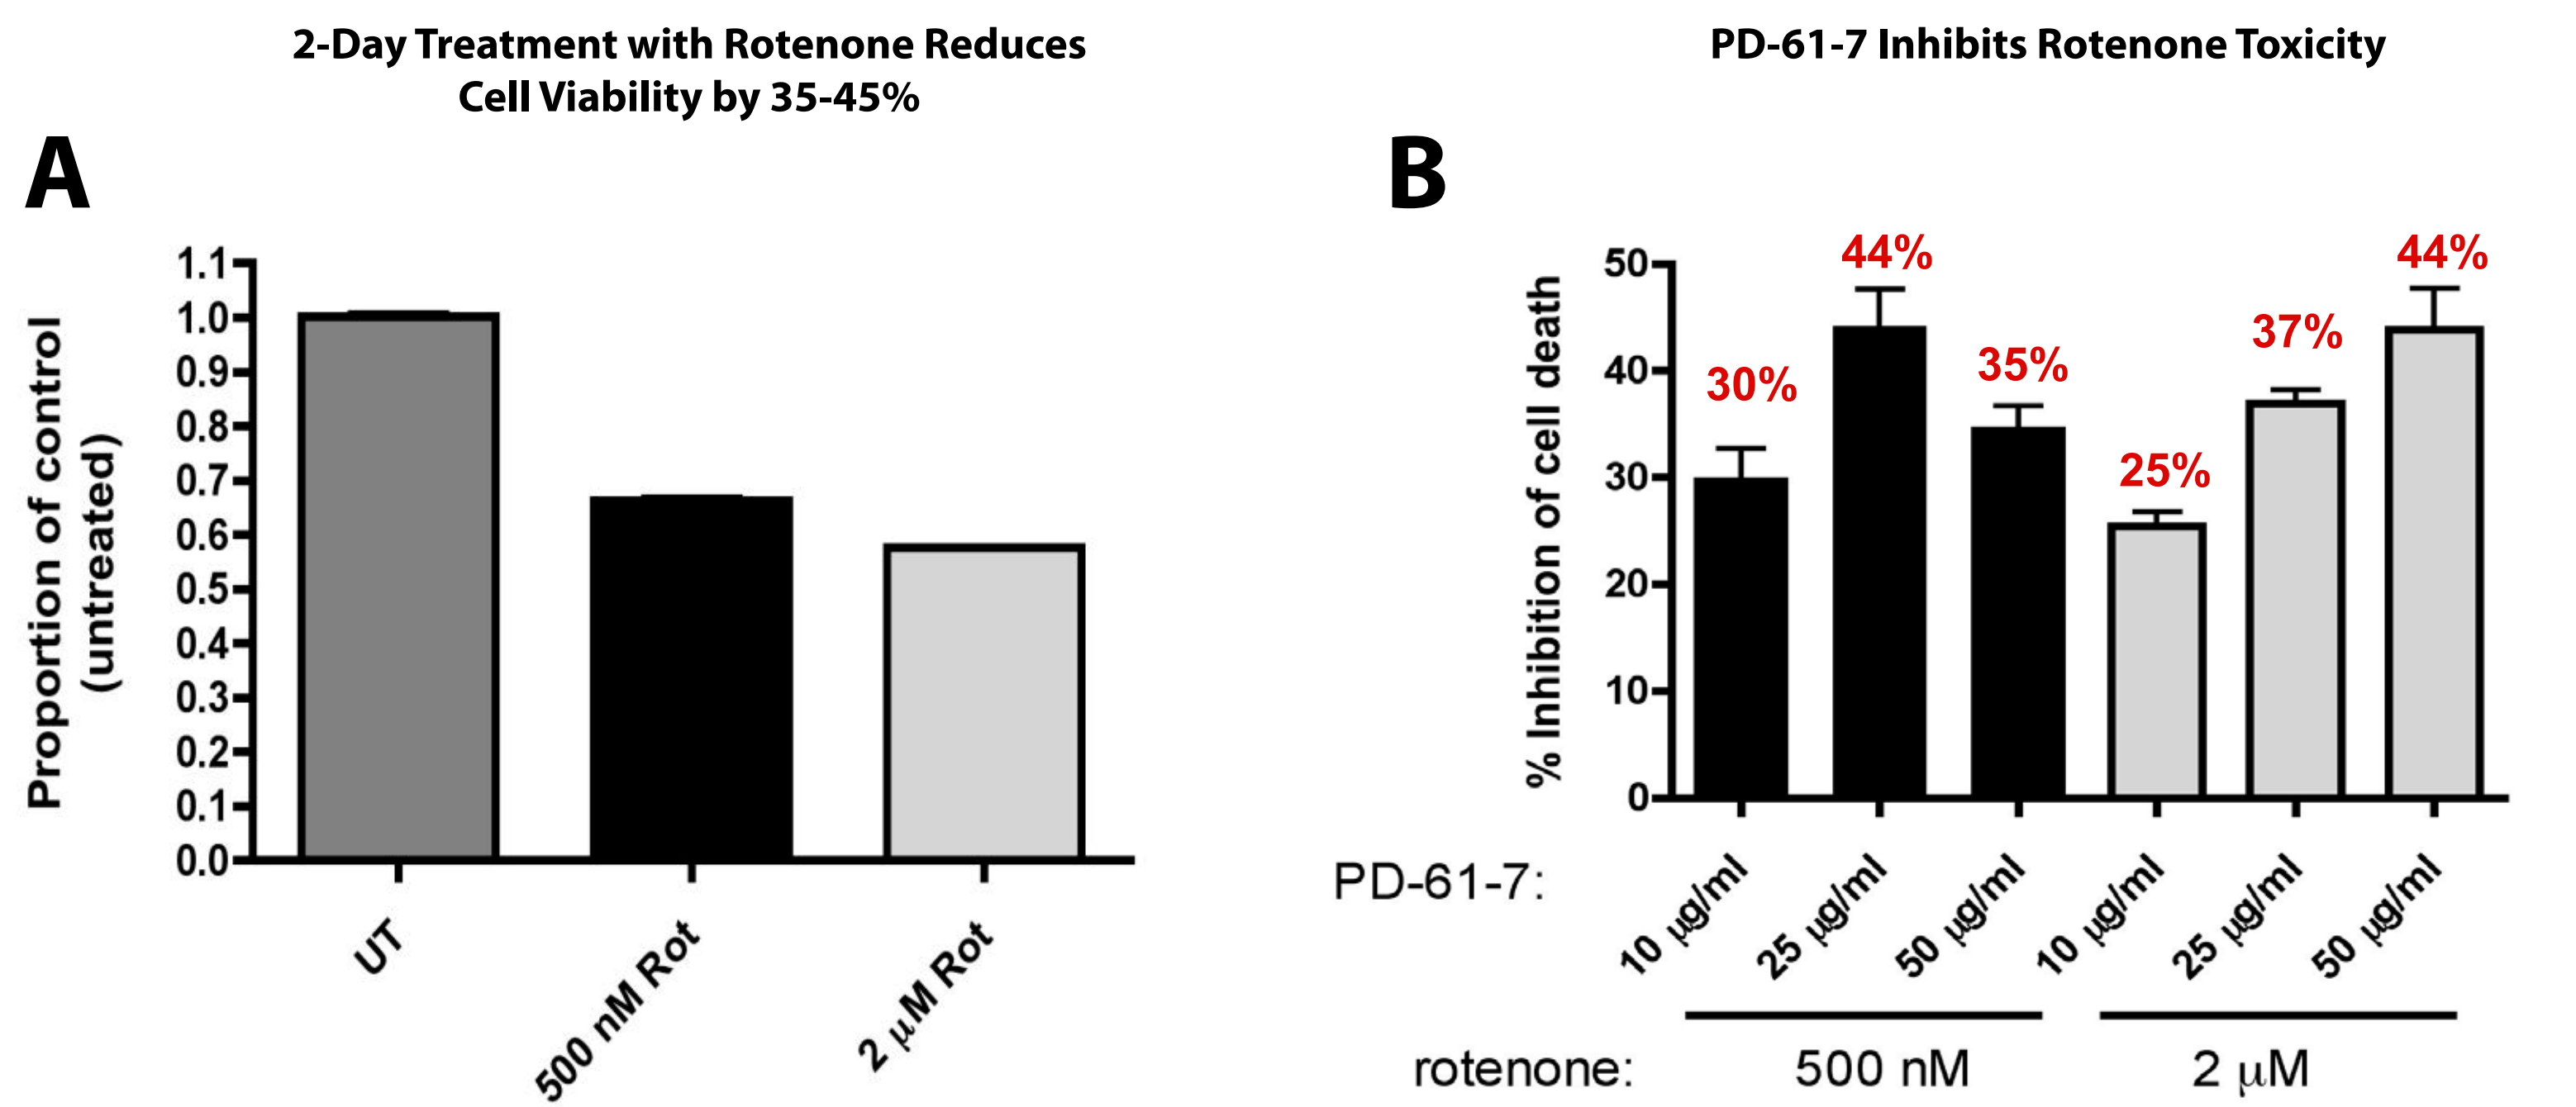 2-Day Treatment with Rotenone Reduces
Cell Viability by 35-45%
A
Proportion of control
(untreated)
1.1
1.0
0.9
0.8
0.7
0.6
0.5
0.4
0.3
0.2
0.1
0.0
UT
500 nM Rot
2 μM Rot
PD-61-7 Inhibits Rotenone Toxicity
B
% Inhibition of cell death
50
40
30
20
10
0
30%
44%
35%
25%
37%
44%
PD-61-7:
10 μg/ml
25 μg/ml
50 μg/ml
10 μg/ml
25 μg/ml
50 μg/ml
rotenone:
500 nM
2 μM